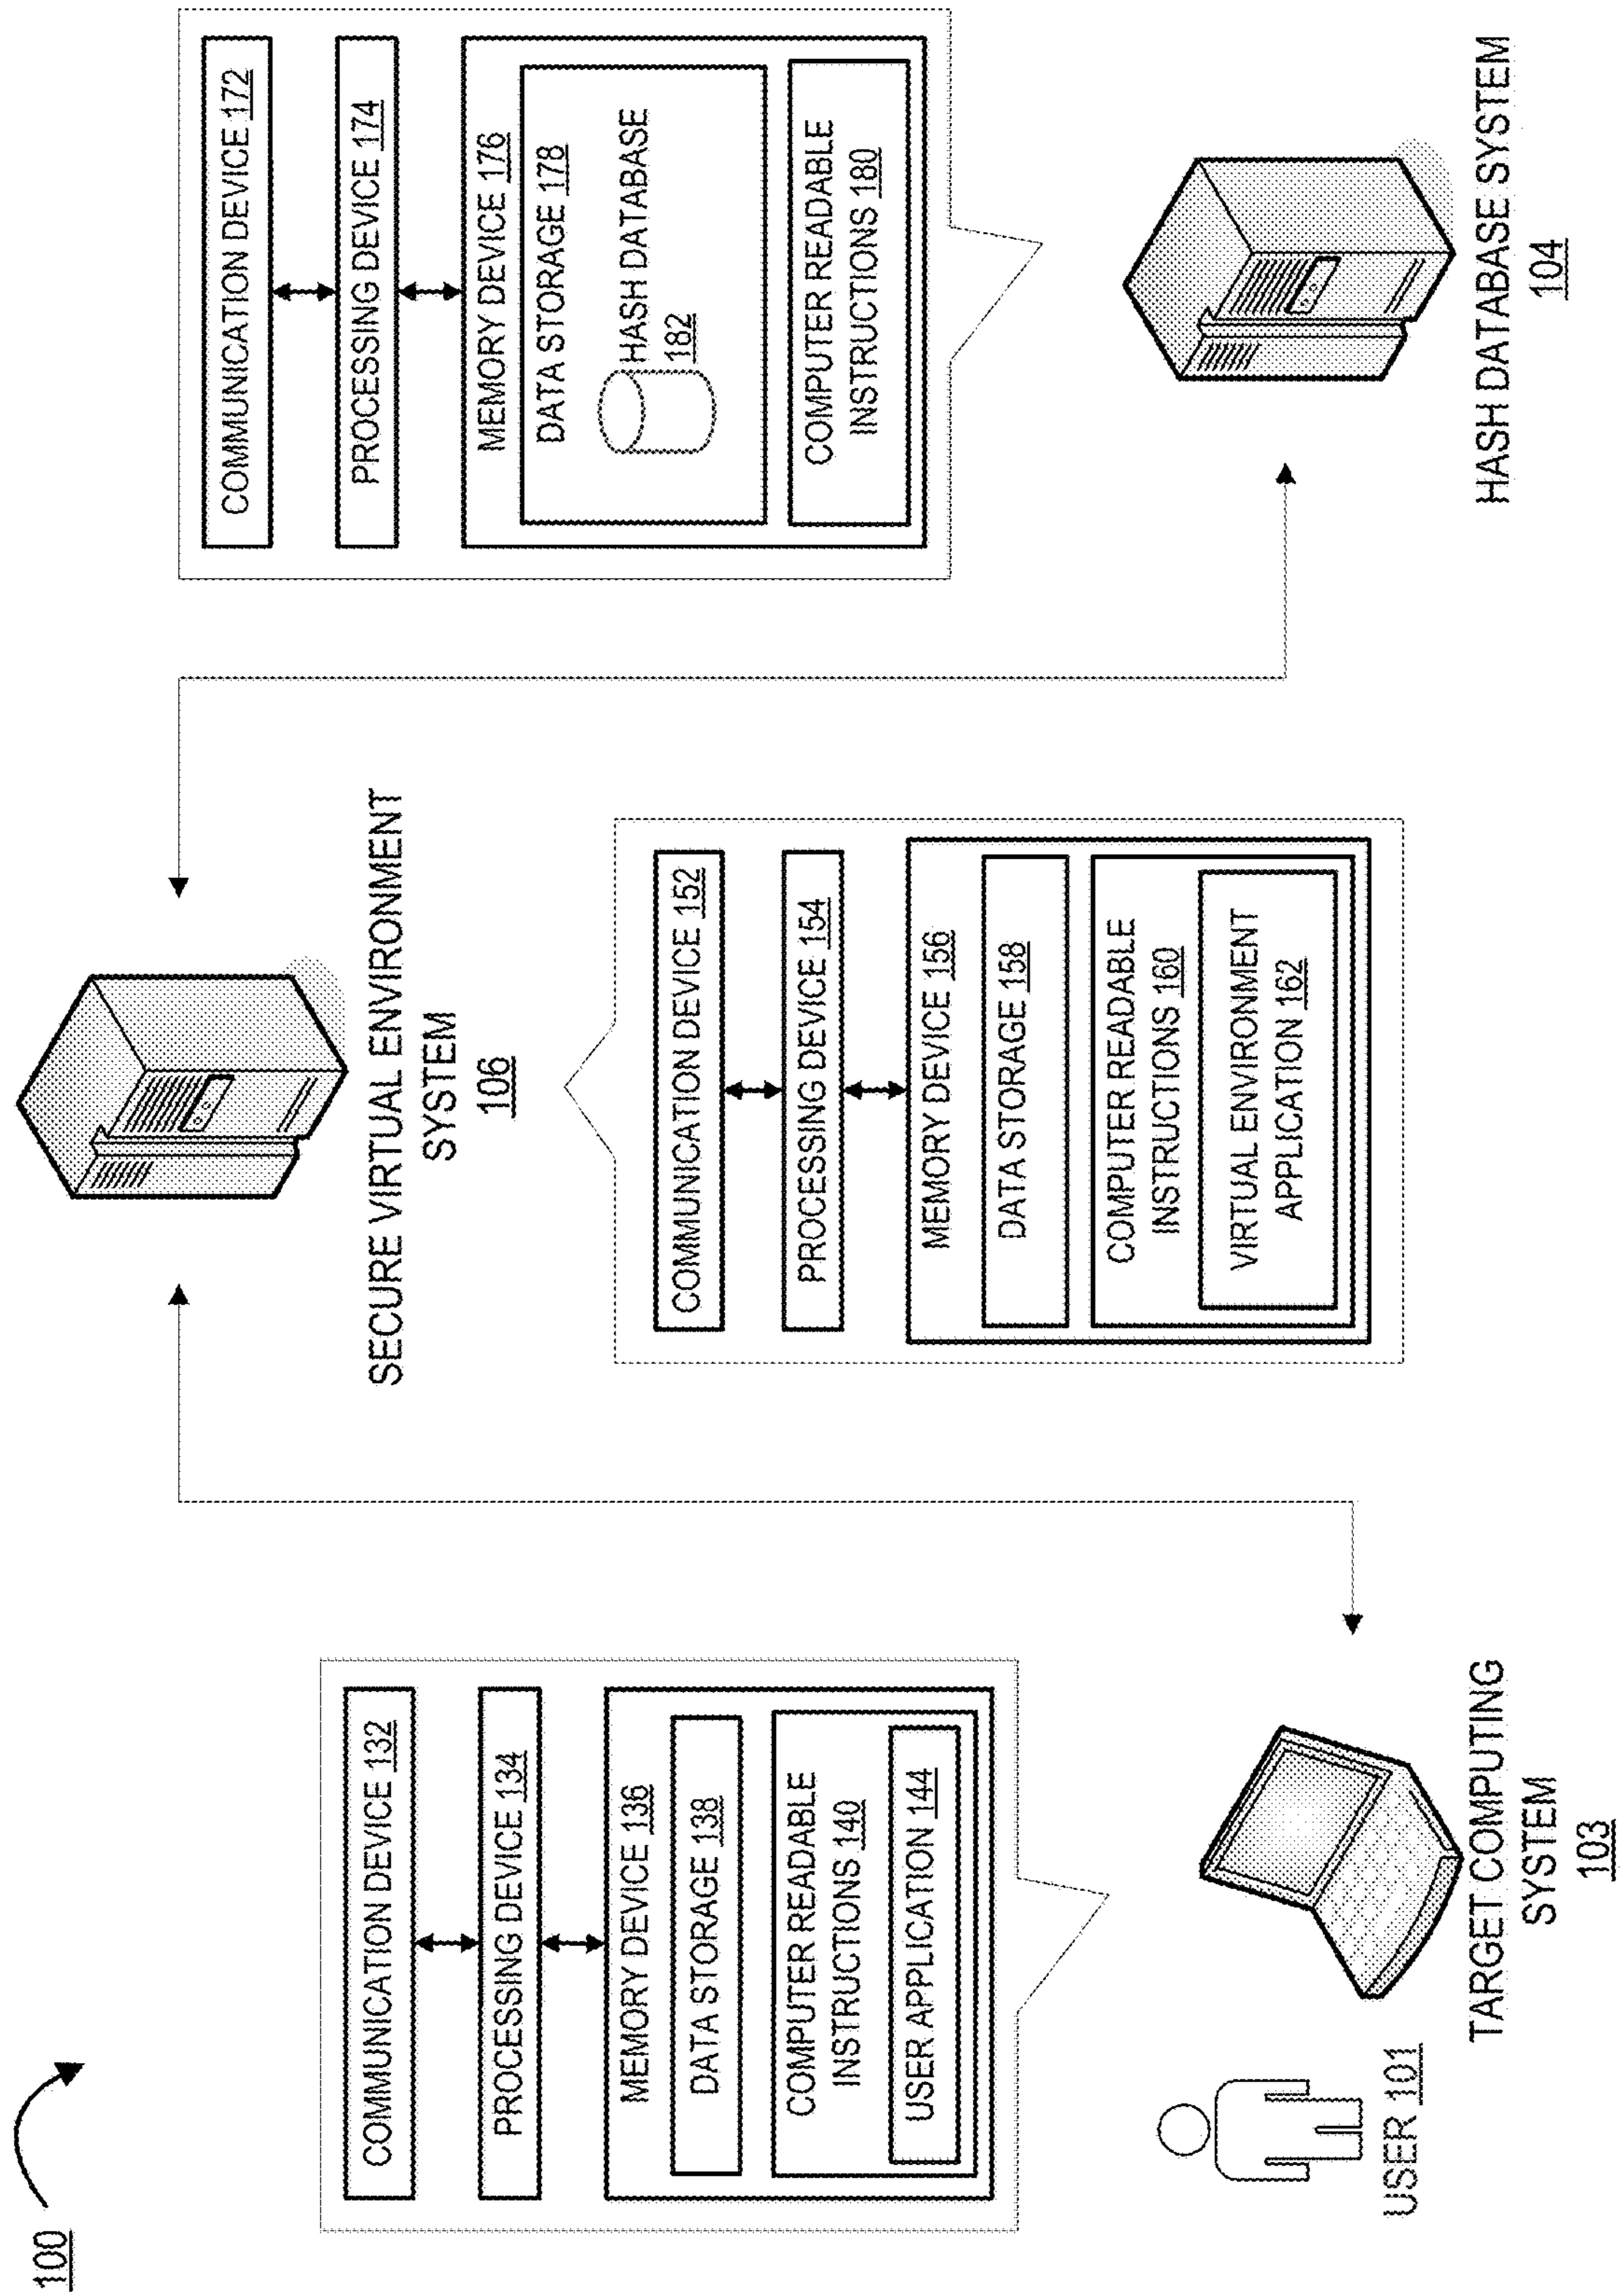 100
COMMUNICATION DEVICE 132
PROCESSING DEVICE 134
MEMORY DEVICE 136
DATA STORAGE 138
COMPUTER READABLE
INSTRUCTIONS 140
USER APPLICATION 144
USER 101
TARGET COMPUTING
SYSTEM
103
SECURE VIRTUAL ENVIRONMENT
SYSTEM
106
COMMUNICATION DEVICE 152
PROCESSING DEVICE 154
MEMORY DEVICE 156
DATA STORAGE 158
COMPUTER READABLE
INSTRUCTIONS 160
VIRTUAL ENVIRONMENT
APPLICATION 162
COMMUNICATION DEVICE 172
PROCESSING DEVICE 174
MEMORY DEVICE 176
DATA STORAGE 178
HASH DATABASE
182
COMPUTER READABLE
INSTRUCTIONS 180
HASH DATABASE SYSTEM
104